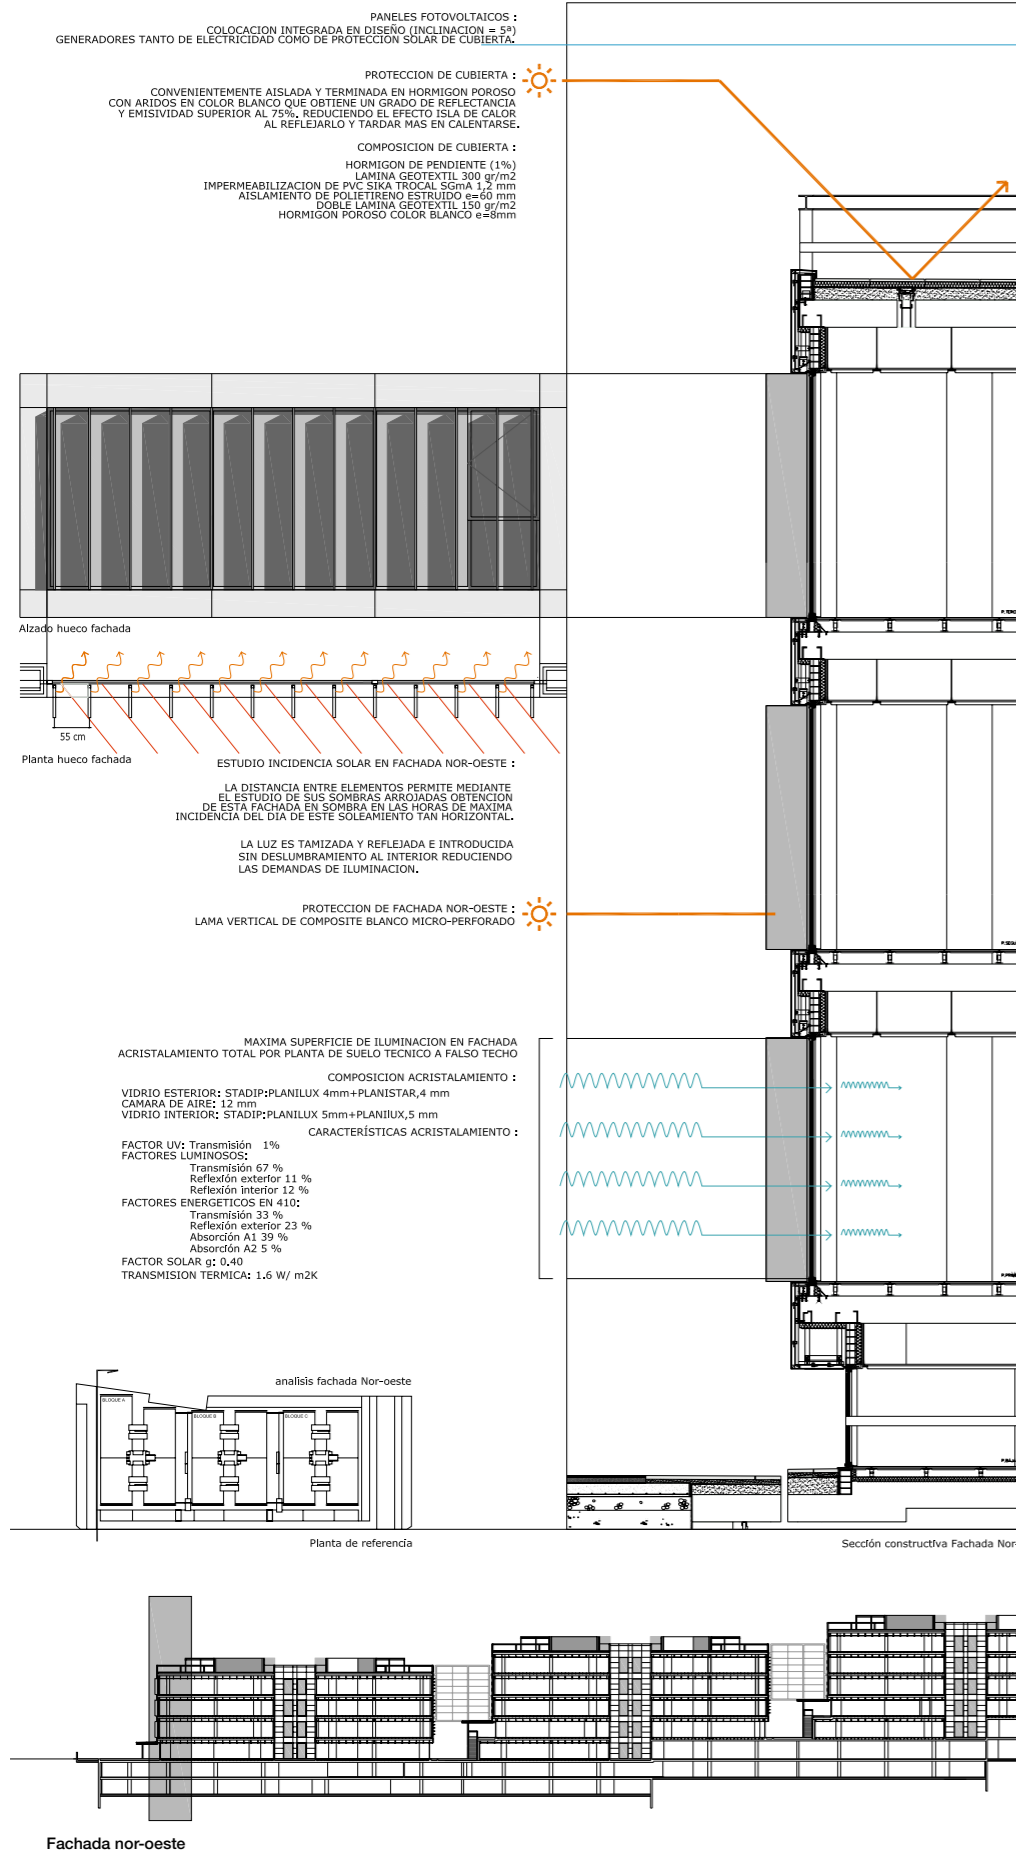 PANELES FOTOVOLTAICOS :
COLOCACION INTEGRADA EN DISEÑO (INCLINACION = 5ª)
GENERADORES TANTO DE ELECTRICIDAD COMO DE PROTECCION SOLAR DE CUBIERTA.
PROTECCION DE CUBIERTA :
CONVENIENTEMENTE AISLADA Y TERMINADA EN HORMIGON POROSO
CON ARIDOS EN COLOR BLANCO QUE OBTIENE UN GRADO DE REFLECTANCIA
Y EMISIVIDAD SUPERIOR AL 75%. REDUCIENDO EL EFECTO ISLA DE CALOR
AL REFLEJARLO Y TARDAR MAS EN CALENTARSE.
COMPOSICION DE CUBIERTA :
HORMIGON DE PENDIENTE (1%)
LAMINA GEOTEXTIL 300 gr/m2
IMPERMEABILIZACION DE PVC SIKA TROCAL SGmA 1,2 mm
AISLAMIENTO DE POLIETIRENO ESTRUIDO e=60 mm
DOBLE LAMINA GEOTEXTIL 150 gr/m2
HORMIGON POROSO COLOR BLANCO e=8mm
Alzado hueco fachada
55 cm
Planta hueco fachada
ESTUDIO INCIDENCIA SOLAR EN FACHADA NOR-OESTE :
LA DISTANCIA ENTRE ELEMENTOS PERMITE MEDIANTE
EL ESTUDIO DE SUS SOMBRAS ARROJADAS OBTENCION
DE ESTA FACHADA EN SOMBRA EN LAS HORAS DE MAXIMA
INCIDENCIA DEL DIA DE ESTE SOLEAMIENTO TAN HORIZONTAL.
LA LUZ ES TAMIZADA Y REFLEJADA E INTRODUCIDA
SIN DESLUMBRAMIENTO AL INTERIOR REDUCIENDO
LAS DEMANDAS DE ILUMINACION.
PROTECCION DE FACHADA NOR-OESTE :
LAMA VERTICAL DE COMPOSITE BLANCO MICRO-PERFORADO
MAXIMA SUPERFICIE DE ILUMINACION EN FACHADA
ACRISTALAMIENTO TOTAL POR PLANTA DE SUELO TECNICO A FALSO TECHO
COMPOSICION ACRISTALAMIENTO :
VIDRIO ESTERIOR: STADIP:PLANILUX 4mm+PLANISTAR,4 mm
CAMARA DE AIRE: 12 mm
VIDRIO INTERIOR: STADIP:PLANILUX 5mm+PLANIlUX,5 mm
CARACTERÍSTICAS ACRISTALAMIENTO :
FACTOR UV: Transmisión 1%
FACTORES LUMINOSOS:
Transmisión 67 %
Reflexión exterior 11 %
Reflexión interior 12 %
FACTORES ENERGETICOS EN 410:
Transmisión 33 %
Reflexión exterior 23 %
Absorción A1 39 %
Absorción A2 5 %
FACTOR SOLAR g: 0.40
TRANSMISION TERMICA: 1.6 W/ m2K
analisis fachada Nor-oeste
BLOQUE A
BLOQUE B
BLOQUE C
Planta de referencia
Sección constructiva Fachada Nor-
Fachada nor-oeste